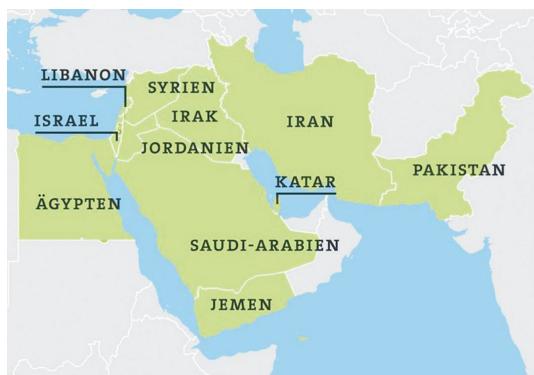 LIBANON
SYRIEN
ISRAEL
IRAK
IRAN
JORDANIEN
PAKISTAN
KATAR
ÄGYPTEN
SAUDI-ARABIEN
JEMEN